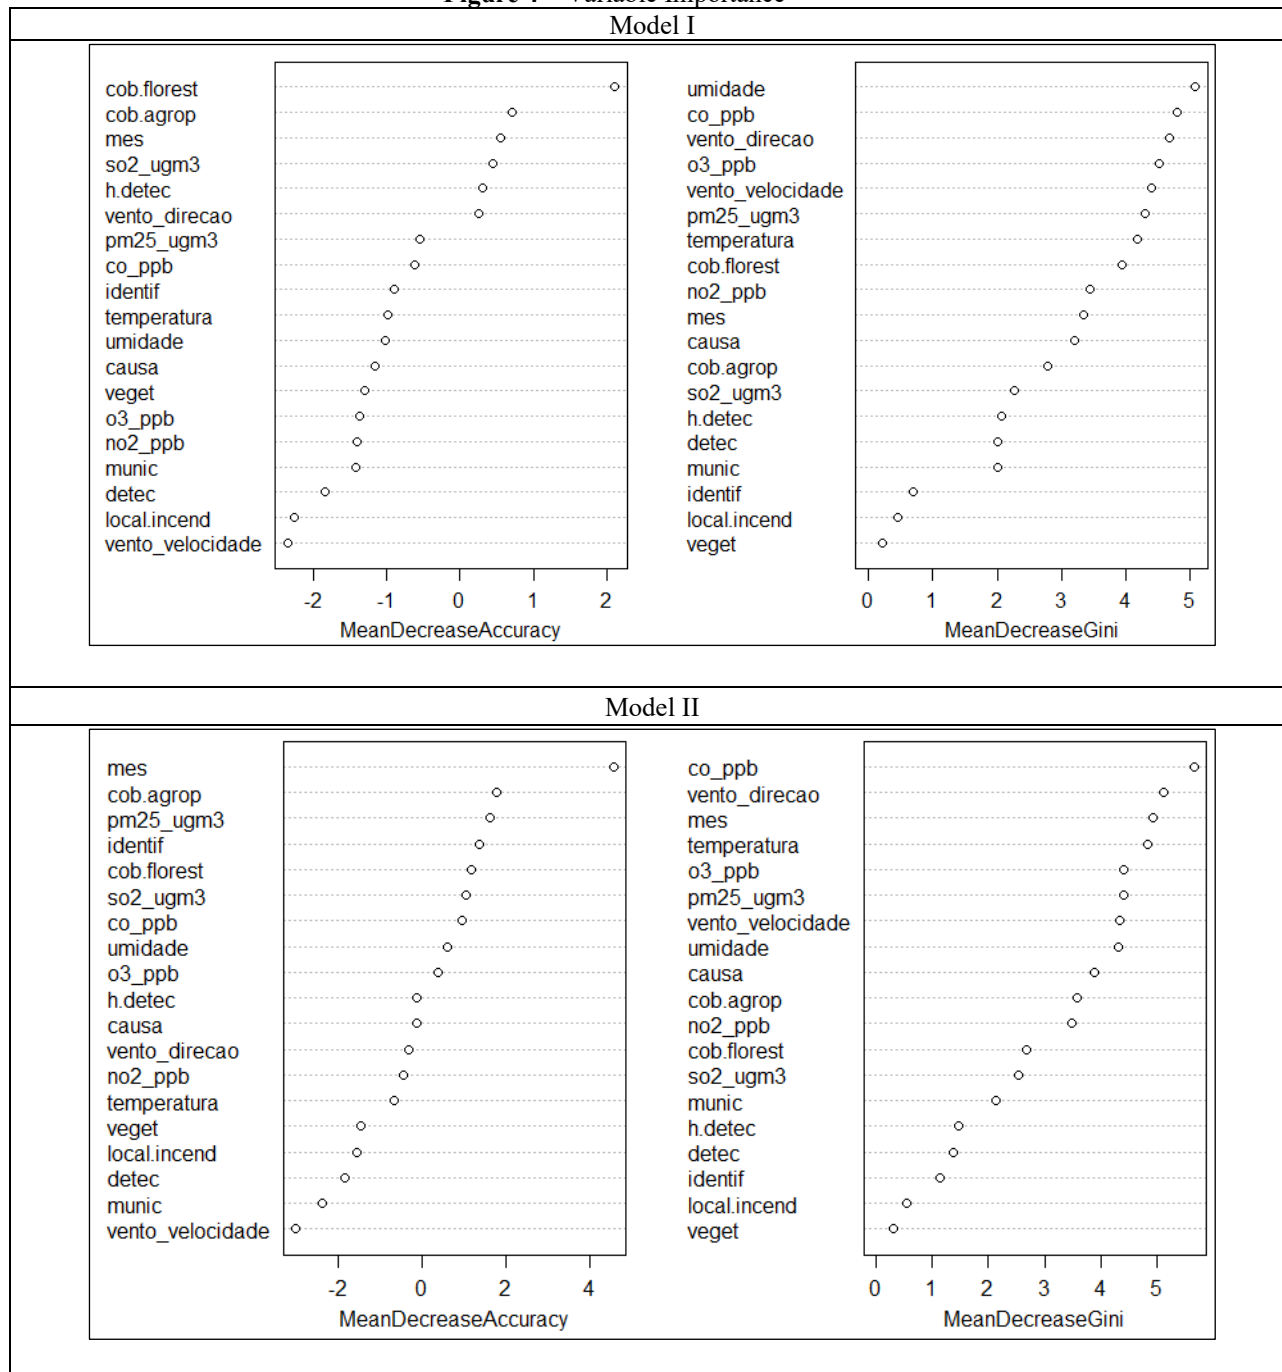 Model I
cob.florest
cob.agrop
mes
so2_ugm3
h.detec
vento_direcao
pm25_ugm3
co_ppb
identif
temperatura
umidade
causa
veget
o3_ppb
no2_ppb
munic
detec
local.incend
vento_velocidade
-2 -1 0 1 2
MeanDecreaseAccuracy
umidade
co_ppb
vento_direcao
o3_ppb
vento_velocidade
pm25_ugm3
temperatura
cob.florest
no2_ppb
mes
causa
cob.agrop
so2_ugm3
h.detec
detec
munic
identif
local.incend
veget
0 1 2 3 4 5
MeanDecreaseGini
Model II
mes
cob.agrop
pm25_ugm3
identif
cob.florest
so2_ugm3
co_ppb
umidade
o3_ppb
h.detec
causa
vento_direcao
no2_ppb
temperatura
veget
local.incend
detec
munic
vento_velocidade
-2 0 2 4
MeanDecreaseAccuracy
co_ppb
vento_direcao
mes
temperatura
o3_ppb
pm25_ugm3
vento_velocidade
umidade
causa
cob.agrop
no2_ppb
cob.florest
so2_ugm3
munic
h.detec
detec
identif
local.incend
veget
0 1 2 3 4 5
MeanDecreaseGini